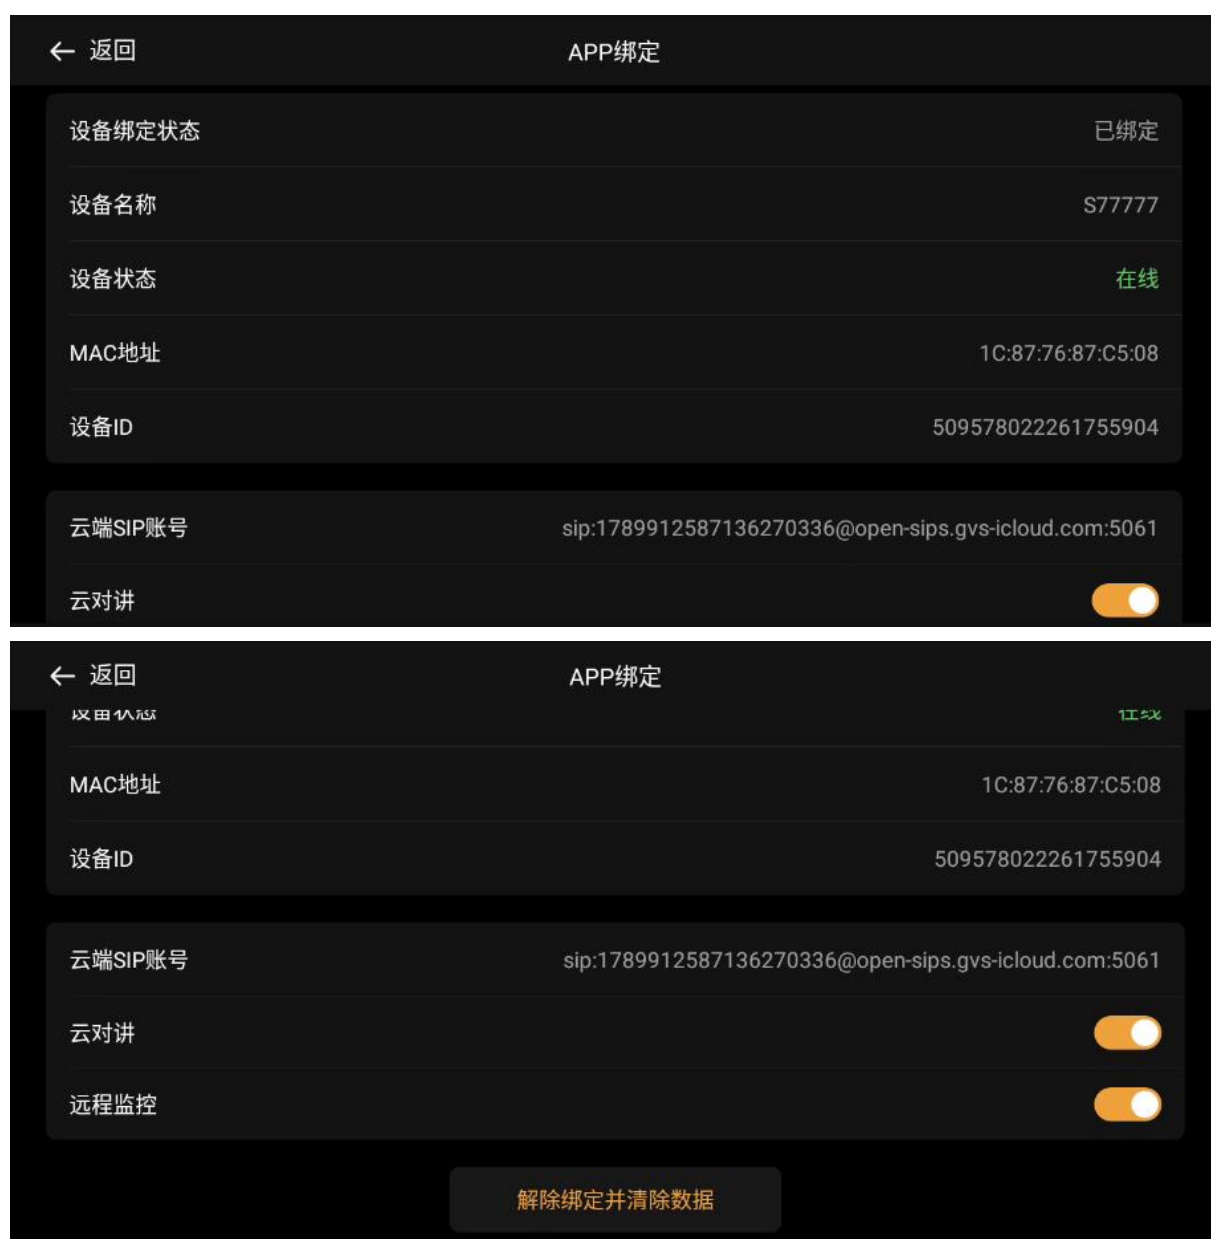 返回
APP绑定
设备绑定状态 已绑定
设备名称 S77777
设备状态 在线
MAC地址 1C:87:76:87:C5:08
设备ID 509578022261755904
云端SIP账号 sip:1789912587136270336@open-sips.gvs-icloud.com:5061
云对讲
返回
APP绑定
设备状态 在线
MAC地址 1C:87:76:87:C5:08
设备ID 509578022261755904
云端SIP账号 sip:1789912587136270336@open-sips.gvs-icloud.com:5061
云对讲
远程监控
解除绑定并清除数据